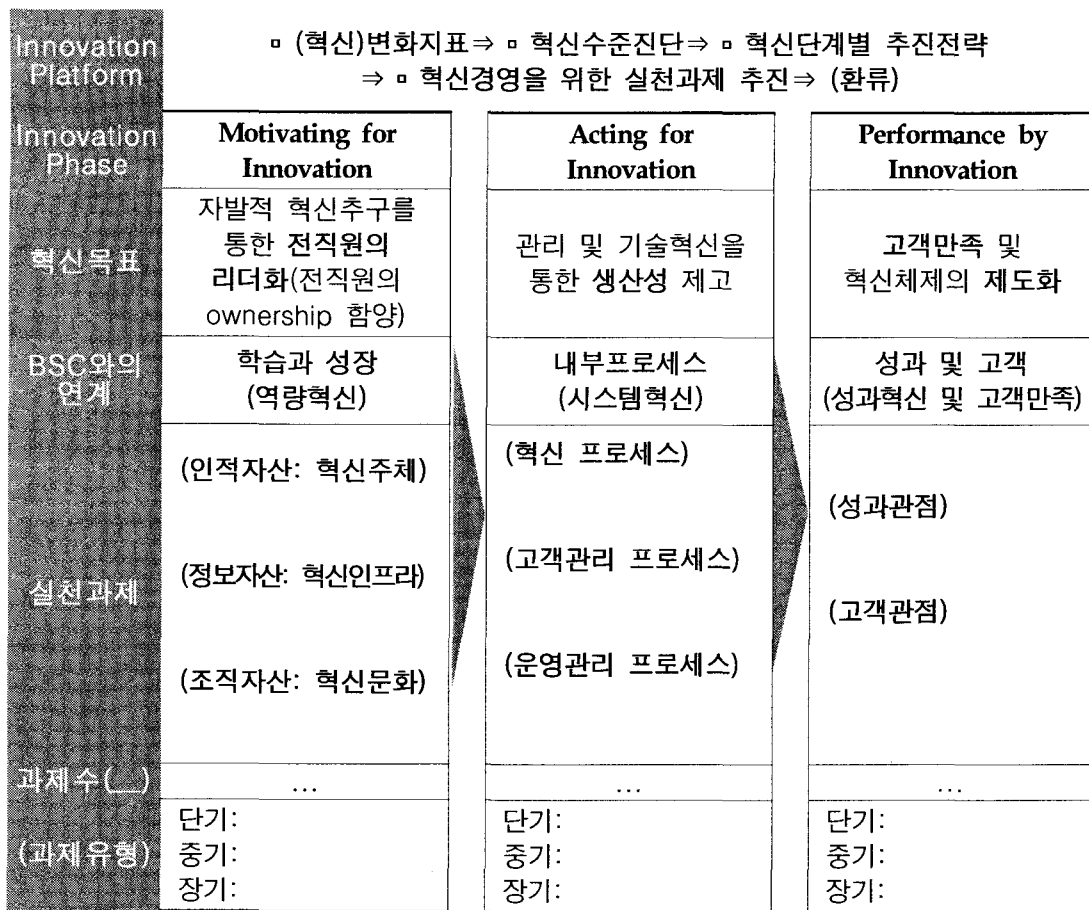 Innovation
Platform
▫ (혁신)변화지표⇒ ▫ 혁신수준진단⇒ ▫ 혁신단계별 추진전략
⇒ ▫ 혁신경영을 위한 실천과제 추진⇒ (환류)
Innovation
Phase
Motivating for
Innovation
Acting for
Innovation
Performance by
Innovation
혁신목표
자발적 혁신추구를
통한 전직원의
리더화(전직원의
ownership 함양)
관리 및 기술혁신을
통한 생산성 제고
고객만족 및
혁신체제의 제도화
BSC와의
연계
학습과 성장
(역량혁신)
내부프로세스
(시스템혁신)
성과 및 고객
(성과혁신 및 고객만족)
실천과제
(인적자산: 혁신주체)
(정보자산: 혁신인프라)
(조직자산: 혁신문화)
(혁신 프로세스)
(고객관리 프로세스)
(운영관리 프로세스)
(성과관점)
(고객관점)
과제수(__)
…
…
…
(과제유형)
단기:
중기:
장기:
단기:
중기:
장기:
단기:
중기:
장기: